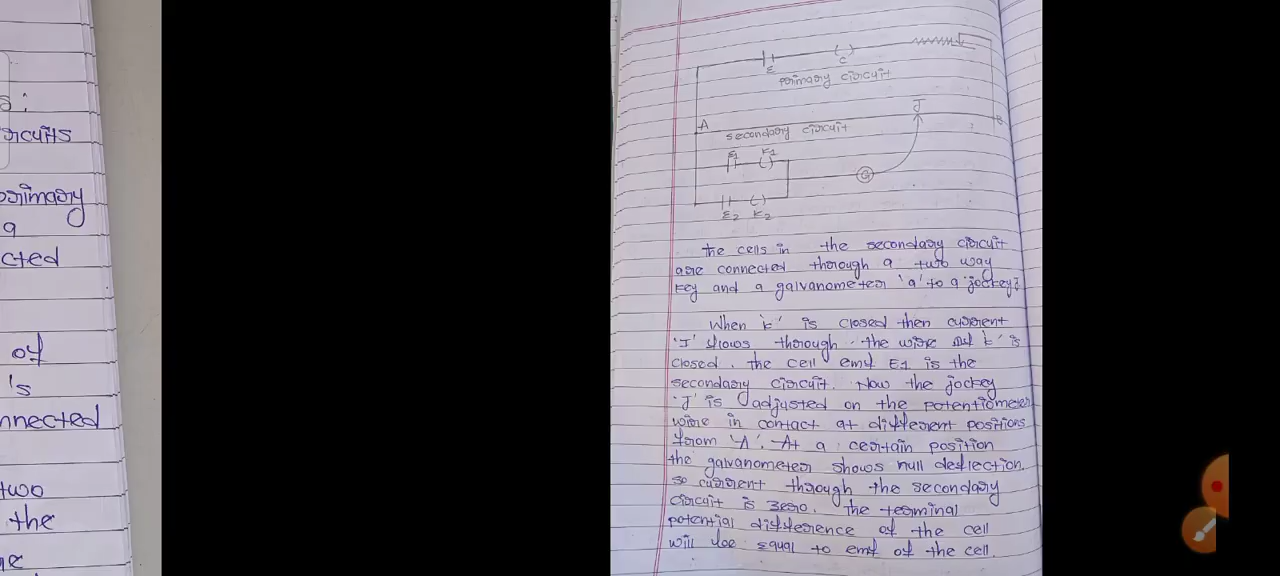 s:
ircuits
primary
a
cted
of
's
nnected
two
the
ne
E
C
primary circuit
J
A
B
secondary circuit
E1 K1
G
E2 K2
the cells in the secondary circuit
are connected through a two way
key and a galvanometer 'G' to a jockey.
When 'k' is closed then current
'I' flows through the wire k' is
closed. the cell emf E1 is the
secondary circuit. Now the jockey
'J' is adjusted on the potentiometer
wire in contact at different positions
from 'A'. At a certain position
the galvanometer shows null deflection.
so current through the secondary
circuit is zero. the terminal
potential difference of the cell
will be equal to emf of the cell.